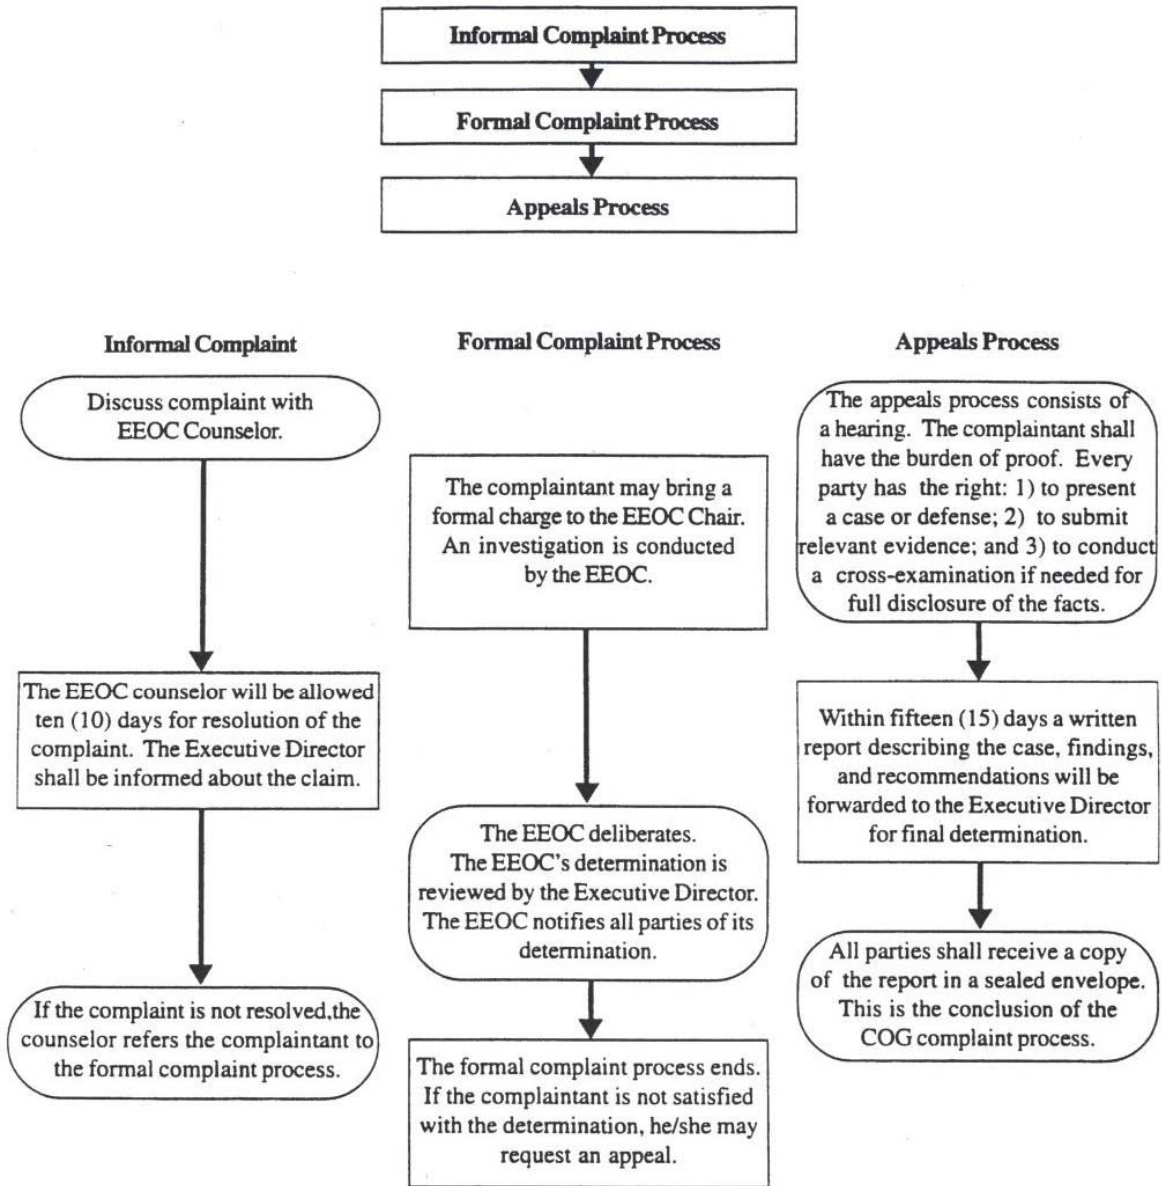 Informal Complaint Process
Formal Complaint Process
Appeals Process
Informal Complaint
Discuss complaint with
EEOC Counselor.
The EEOC counselor will be allowed
ten (10) days for resolution of the
complaint. The Executive Director
shall be informed about the claim.
If the complaint is not resolved,the
counselor refers the complainant to
the formal complaint process.
Formal Complaint Process
The complainant may bring a
formal charge to the EEOC Chair.
An investigation is conducted
by the EEOC.
The EEOC deliberates.
The EEOC's determination is
reviewed by the Executive Director.
The EEOC notifies all parties of its
determination.
The formal complaint process ends.
If the complainant is not satisfied
with the determination, he/she may
request an appeal.
Appeals Process
The appeals process consists of
a hearing. The complainant shall
have the burden of proof. Every
party has the right: 1) to present
a case or defense; 2) to submit
relevant evidence; and 3) to conduct
a cross-examination if needed for
full disclosure of the facts.
Within fifteen (15) days a written
report describing the case, findings,
and recommendations will be
forwarded to the Executive Director
for final determination.
All parties shall receive a copy
of the report in a sealed envelope.
This is the conclusion of the
COG complaint process.